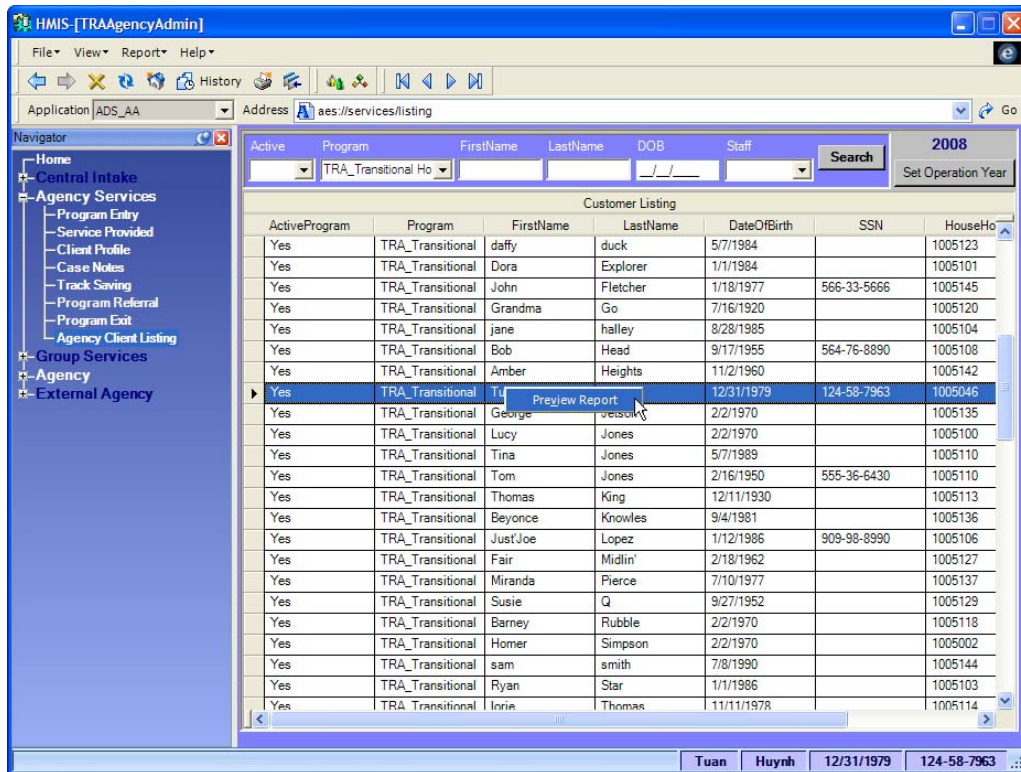 HMIS-[TRAAgencyAdmin]
File View Report Help
History
Application ADS_AA Address aes://services/listing Go
Navigator
Home
Central Intake
Agency Services
Program Entry
Service Provided
Client Profile
Case Notes
Track Saving
Program Referral
Program Exit
Agency Client Listing
Group Services
Agency
External Agency
Active Program FirstName LastName DOB Staff Search 2008
TRA_Transitional Ho _/_/____ Set Operation Year
Customer Listing
ActiveProgram Program FirstName LastName DateOfBirth SSN HouseHo
Yes TRA_Transitional daffy duck 5/7/1984 1005123
Yes TRA_Transitional Dora Explorer 1/1/1984 1005101
Yes TRA_Transitional John Fletcher 1/18/1977 566-33-5666 1005145
Yes TRA_Transitional Grandma Go 7/16/1920 1005120
Yes TRA_Transitional jane halley 8/28/1985 1005104
Yes TRA_Transitional Bob Head 9/17/1955 564-76-8890 1005108
Yes TRA_Transitional Amber Heights 11/2/1960 1005142
Yes TRA_Transitional Tu 12/31/1979 124-58-7963 1005046
Preview Report
Yes TRA_Transitional George Jetson 2/2/1970 1005135
Yes TRA_Transitional Lucy Jones 2/2/1970 1005100
Yes TRA_Transitional Tina Jones 5/7/1989 1005110
Yes TRA_Transitional Tom Jones 2/16/1950 555-36-6430 1005110
Yes TRA_Transitional Thomas King 12/11/1930 1005113
Yes TRA_Transitional Beyonce Knowles 9/4/1981 1005136
Yes TRA_Transitional Just'Joe Lopez 1/12/1986 909-98-8990 1005106
Yes TRA_Transitional Fair Midlin' 2/18/1962 1005127
Yes TRA_Transitional Miranda Pierce 7/10/1977 1005137
Yes TRA_Transitional Susie Q 9/27/1952 1005129
Yes TRA_Transitional Barney Rubble 2/2/1970 1005118
Yes TRA_Transitional Homer Simpson 2/2/1970 1005002
Yes TRA_Transitional sam smith 7/8/1990 1005144
Yes TRA_Transitional Ryan Star 1/1/1986 1005103
Yes TRA_Transitional Thomas 11/11/1978 1005114
Tuan Huynh 12/31/1979 124-58-7963